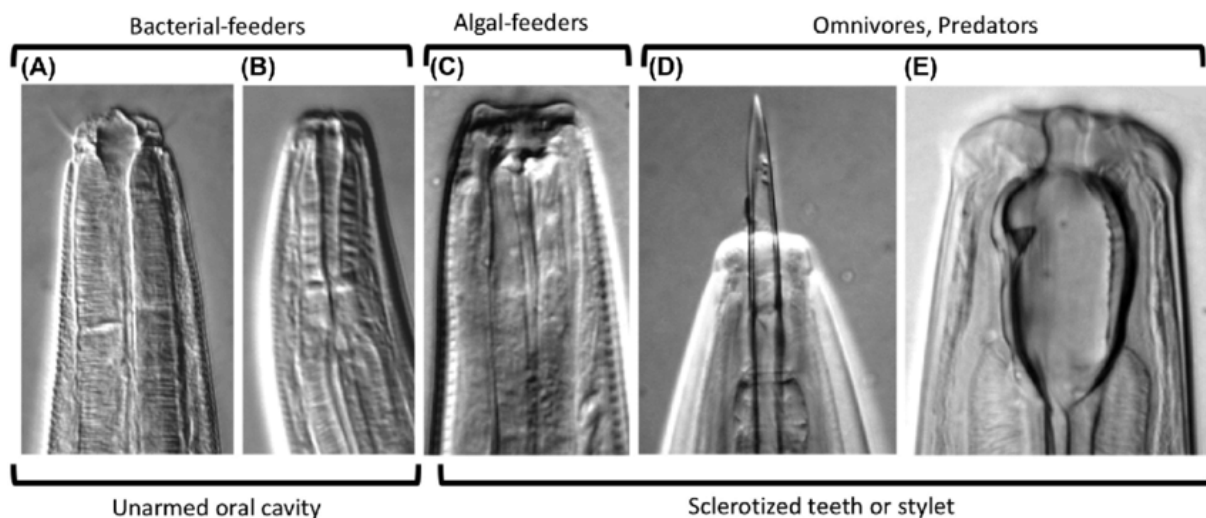 Bacterial-feeders
Algal-feeders
Omnivores, Predators
(A)
(B)
(C)
(D)
(E)
Unarmed oral cavity
Sclerotized teeth or stylet